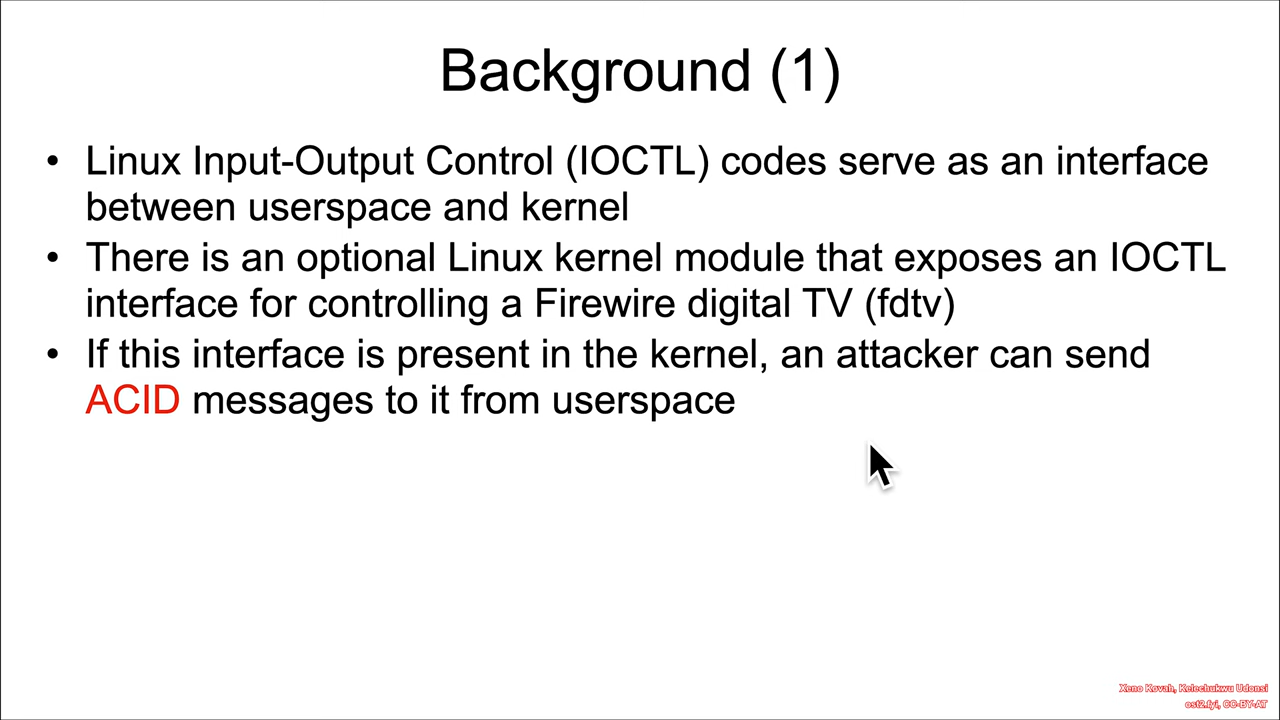 Background (1)
• Linux Input-Output Control (IOCTL) codes serve as an interface
between userspace and kernel
• There is an optional Linux kernel module that exposes an IOCTL
interface for controlling a Firewire digital TV (fdtv)
• If this interface is present in the kernel, an attacker can send
ACID messages to it from userspace
Xeno Kovah, Kelechukwu Udonsi
ost2.fyi, CC-BY-AT